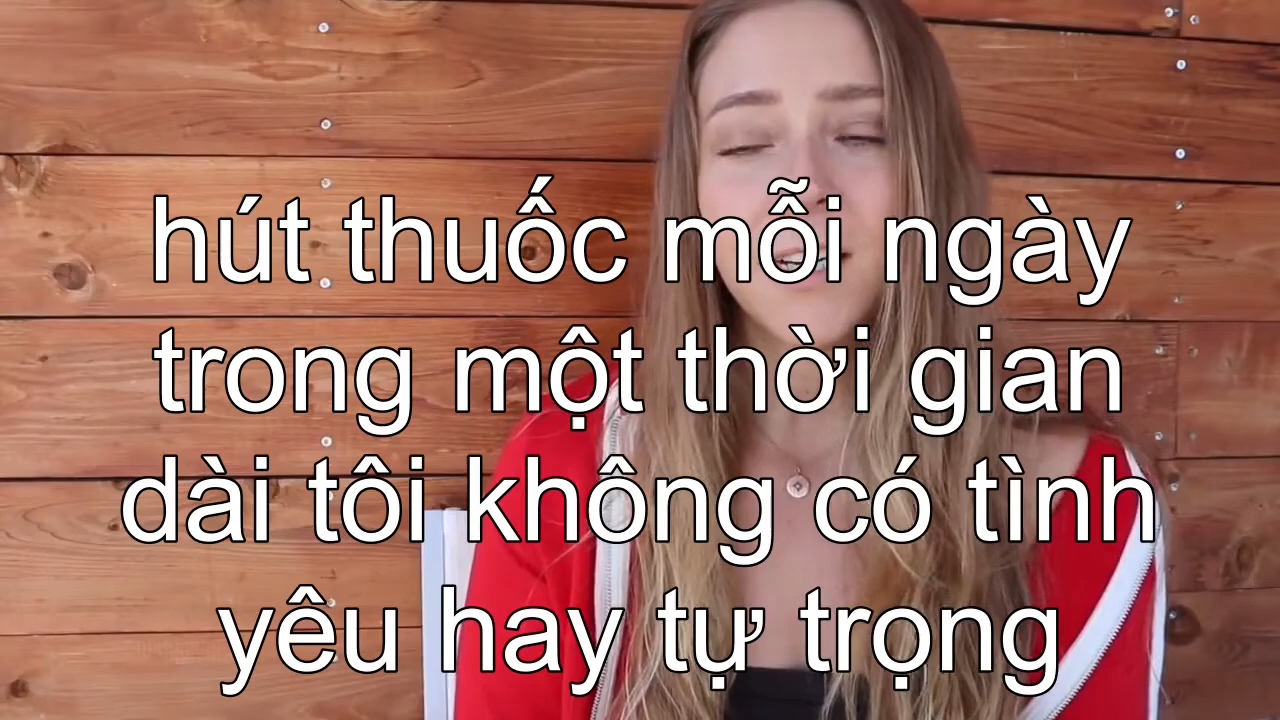 hút thuốc mỗi ngày
trong một thời gian
dài tôi không có tình
yêu hay tự trọng